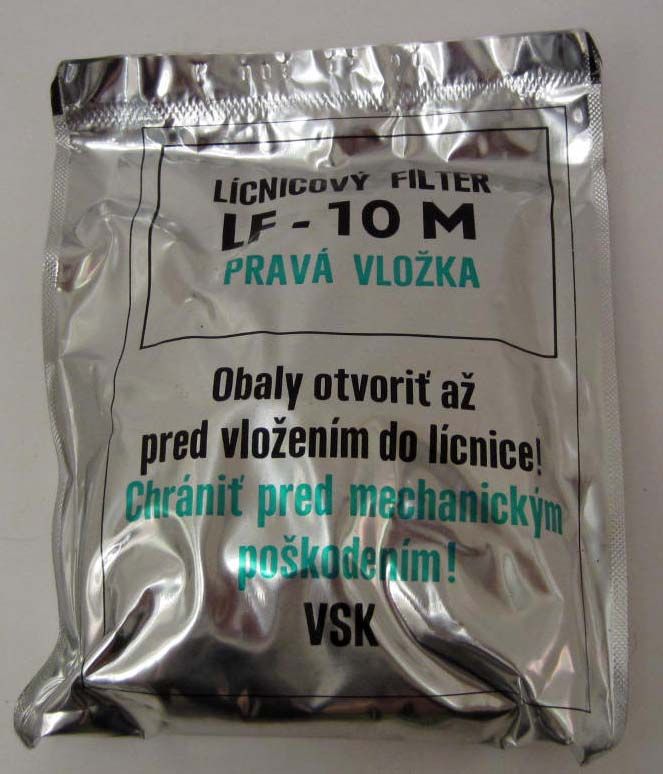 LÍCNICOVÝ FILTER
LF - 10 M
PRAVÁ VLOŽKA
Obaly otvoriť až
pred vložením do lícnice!
Chrániť pred mechanickým
poškodením!
VSK